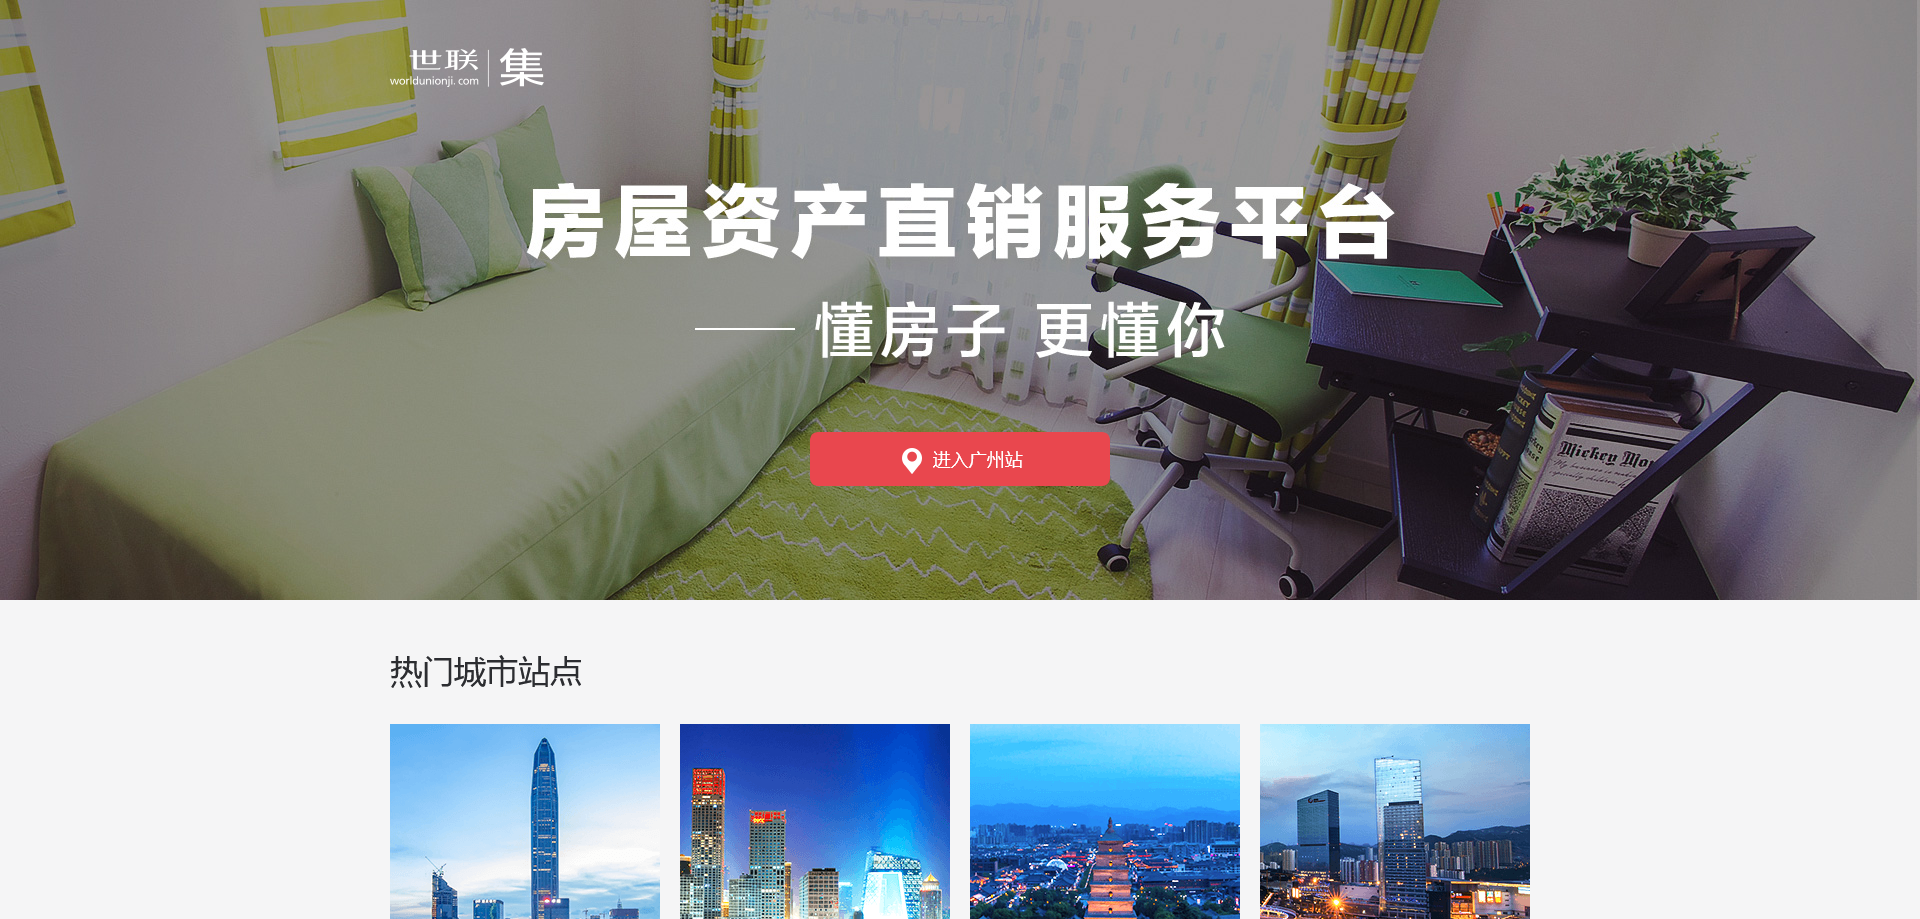 世联 集
worldunionji.com
房屋资产直销服务平台
懂房子 更懂你
进入广州站
Mickey Mo
热门城市站点